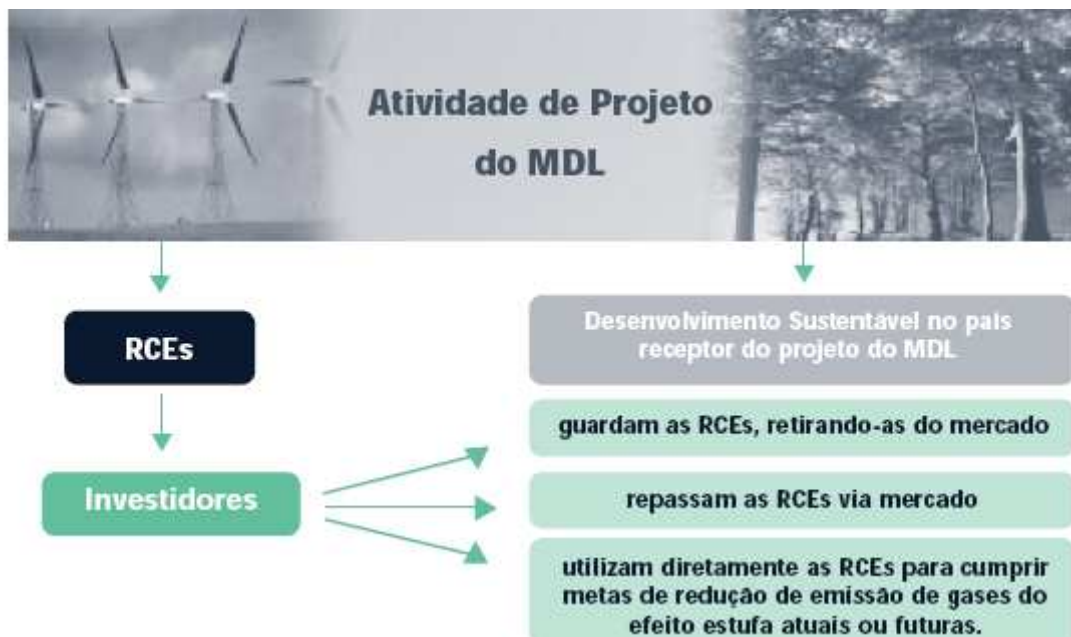 Atividade de Projeto
do MDL
RCEs
Desenvolvimento Sustentável no país
receptor do projeto do MDL
guardam as RCEs, retirando-as do mercado
Investidores
repassam as RCEs via mercado
utilizam diretamente as RCEs para cumprir
metas de redução de emissão de gases do
efeito estufa atuais ou futuras.